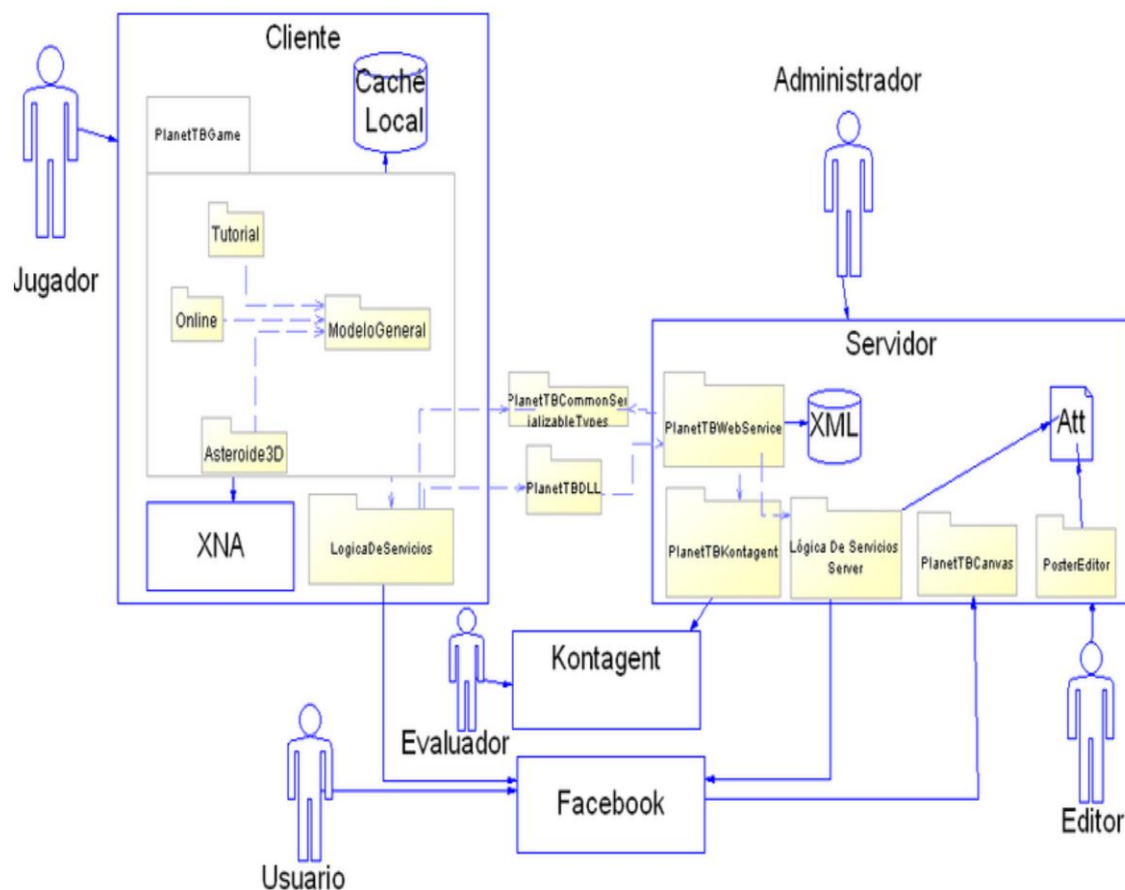 Cliente
Caché
Local
Administrador
PlanetTBGame
Tutorial
Jugador
Online
ModeloGeneral
Servidor
PlanetTBCommonSer
ializableTypes
PlanetTBWebService
XML
Att
Asteroide3D
PlanetTBDLL
XNA
LogicaDeServicios
PlanetTBKontagent
Lógica De Servicios
Server
PlanetTBCanvas
PosterEditor
Kontagent
Evaluador
Facebook
Editor
Usuario